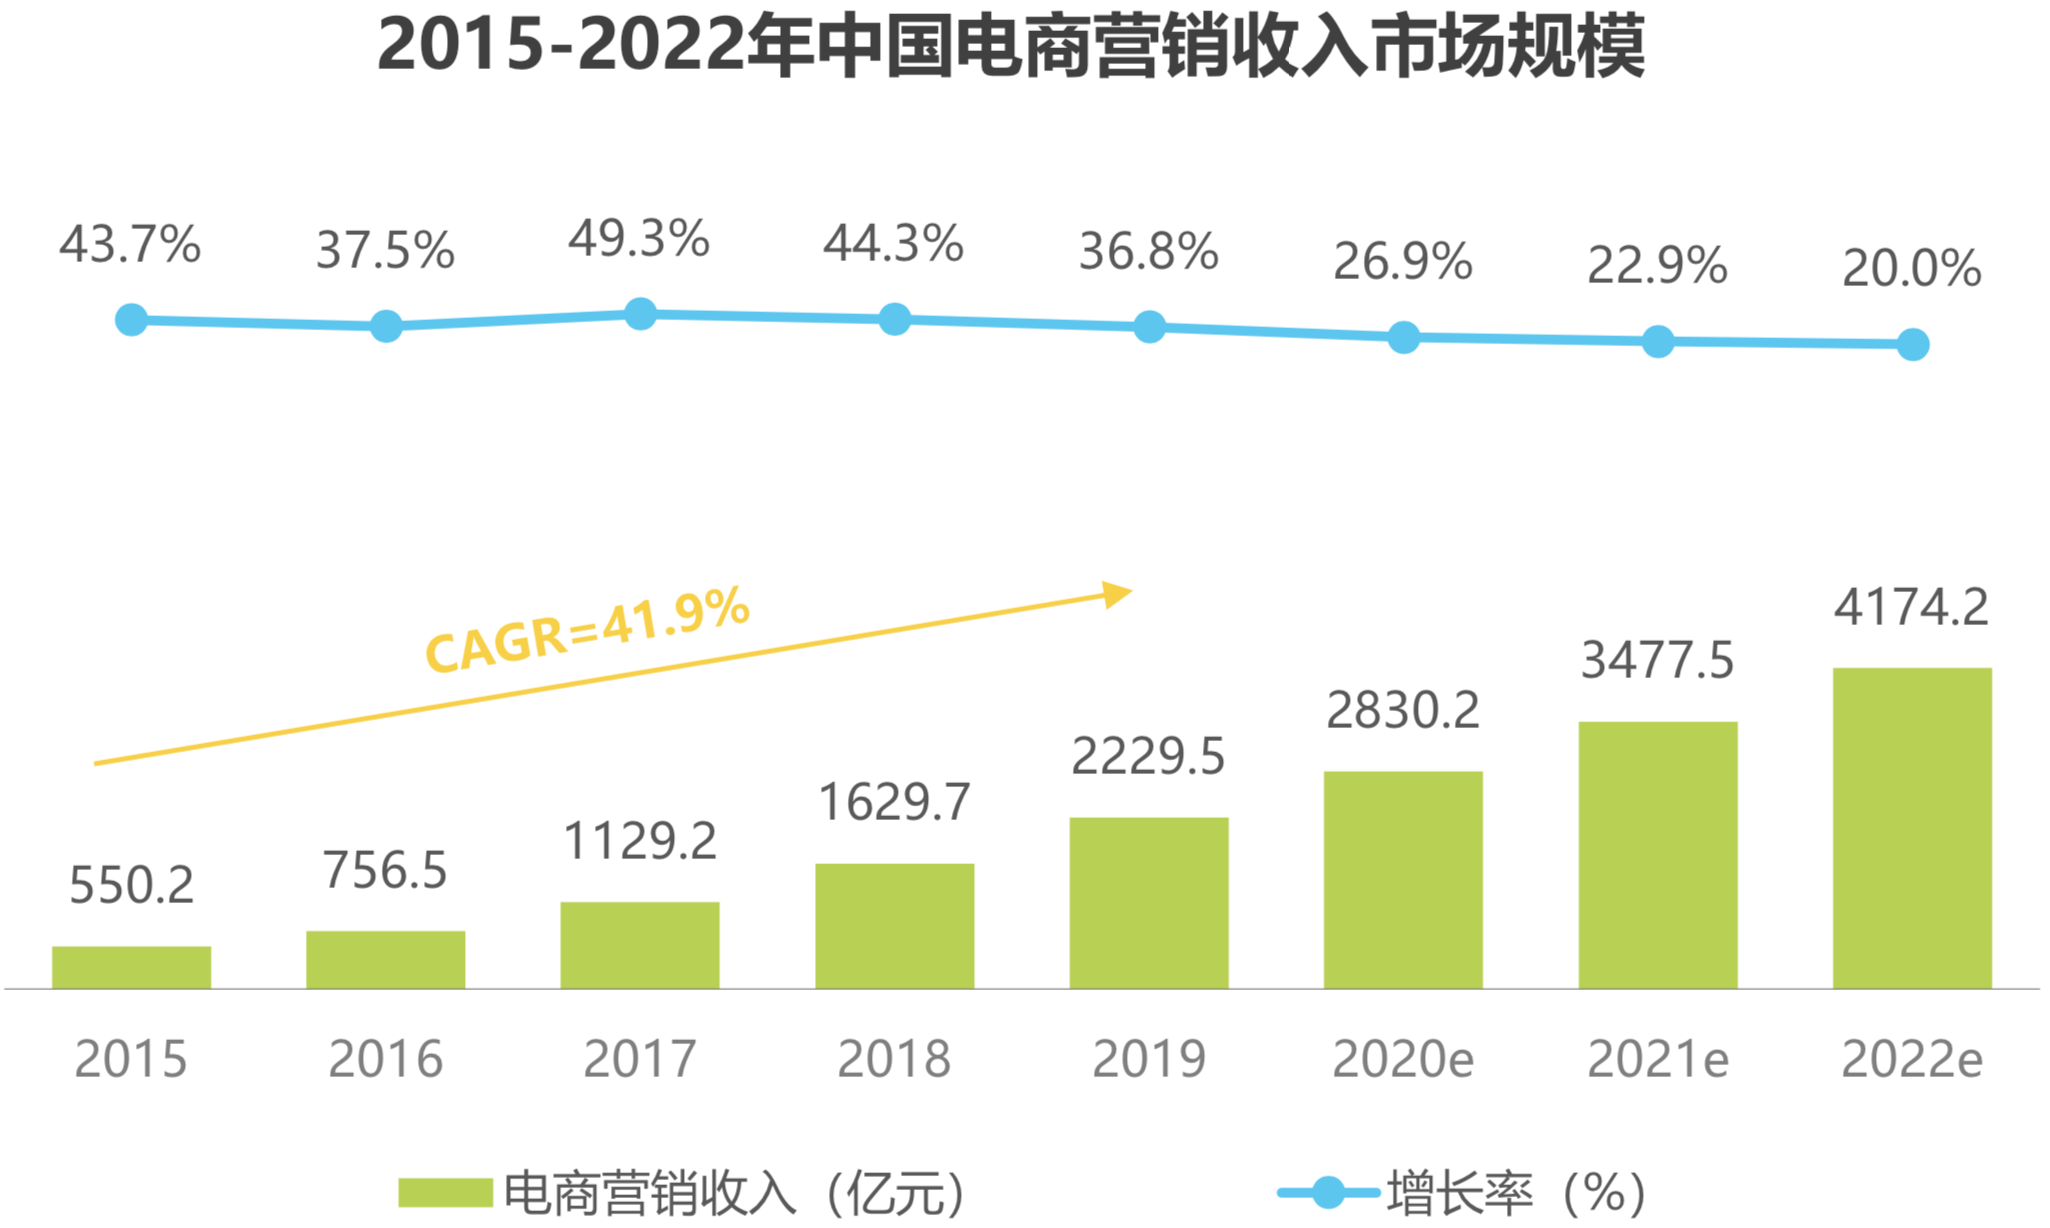 2015-2022年中国电商营销收入市场规模
43.7% 37.5% 49.3% 44.3% 36.8% 26.9% 22.9% 20.0%
CAGR=41.9%
550.2 756.5 1129.2 1629.7 2229.5 2830.2 3477.5 4174.2
2015 2016 2017 2018 2019 2020e 2021e 2022e
电商营销收入（亿元） 增长率（%）